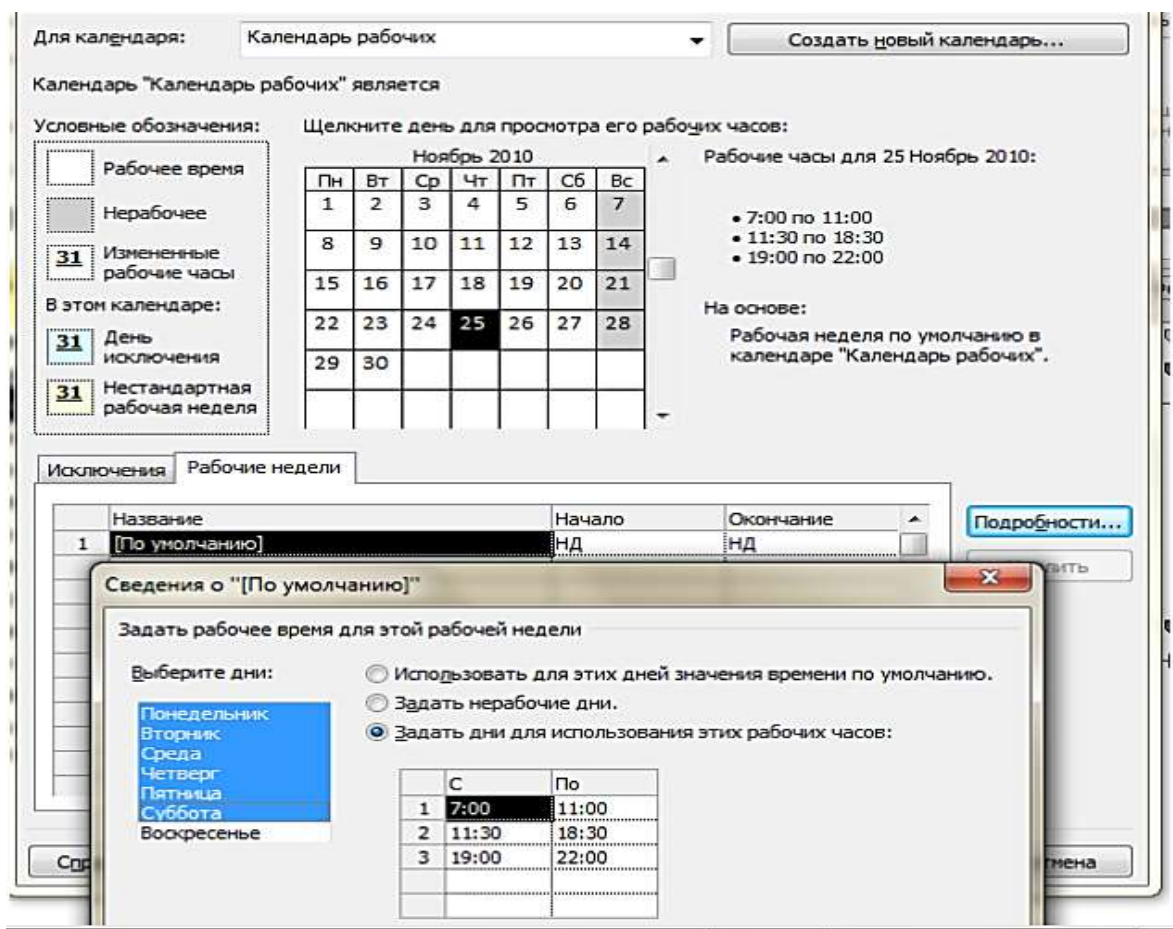 Для календаря: Календарь рабочих Создать новый календарь...
Календарь "Календарь рабочих" является
Условные обозначения:
Рабочее время
Нерабочее
31 Измененные
рабочие часы
В этом календаре:
31 День
исключения
31 Нестандартная
рабочая неделя
Щелкните день для просмотра его рабочих часов:
Ноябрь 2010
Пн Вт Ср Чт Пт Сб Вс
1 2 3 4 5 6 7
8 9 10 11 12 13 14
15 16 17 18 19 20 21
22 23 24 25 26 27 28
29 30
Рабочие часы для 25 Ноябрь 2010:
• 7:00 по 11:00
• 11:30 по 18:30
• 19:00 по 22:00
На основе:
Рабочая неделя по умолчанию в
календаре "Календарь рабочих".
Исключения Рабочие недели
Название Начало Окончание
1 [По умолчанию] НД НД
Подробности...
Сведения о "[По умолчанию]"
Задать рабочее время для этой рабочей недели
Выберите дни:
Понедельник
Вторник
Среда
Четверг
Пятница
Суббота
Воскресенье
Использовать для этих дней значения времени по умолчанию.
Задать нерабочие дни.
Задать дни для использования этих рабочих часов:
С По
1 7:00 11:00
2 11:30 18:30
3 19:00 22:00